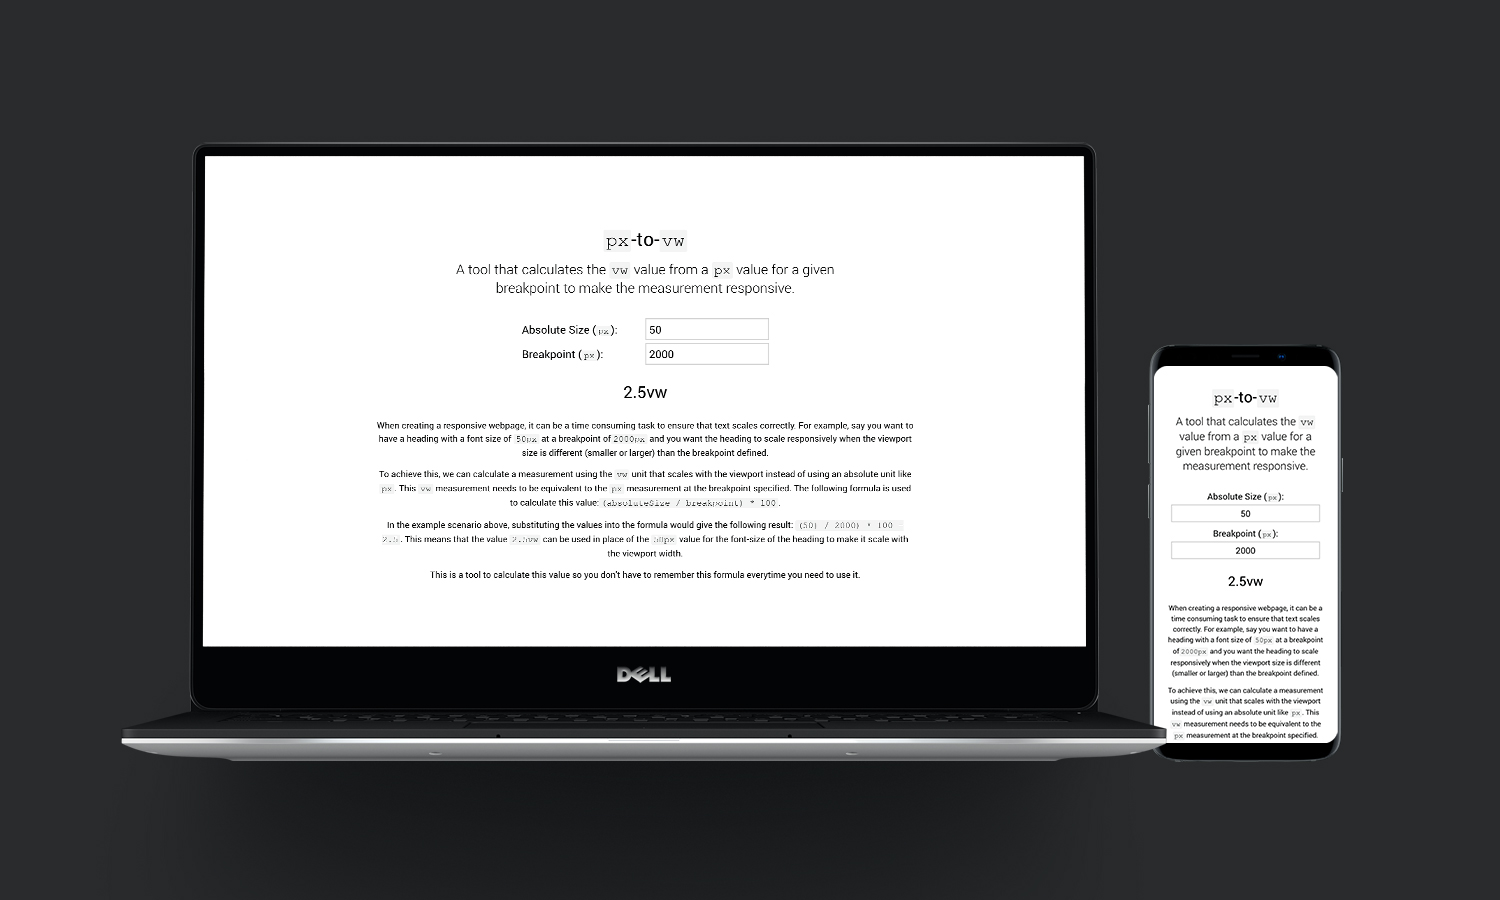 px-to-vw
A tool that calculates the vw value from a px value for a given
breakpoint to make the measurement responsive.
Absolute Size (px): 50
Breakpoint (px): 2000
2.5vw
When creating a responsive webpage, it can be a time consuming task to ensure that text scales correctly. For example, say you want to
have a heading with a font size of 50px at a breakpoint of 2000px and you want the heading to scale responsively when the viewport
size is different (smaller or larger) than the breakpoint defined.
To achieve this, we can calculate a measurement using the vw unit that scales with the viewport instead of using an absolute unit like
px. This vw measurement needs to be equivalent to the px measurement at the breakpoint specified. The following formula is used
to calculate this value: (absoluteSize / breakpoint) * 100.
In the example scenario above, substituting the values into the formula would give the following result: (50) / 2000) * 100
2.5. This means that the value 2.5vw can be used in place of the 50px value for the font-size of the heading to make it scale with
the viewport width.
This is a tool to calculate this value so you don't have to remember this formula everytime you need to use it.
DELL
px-to-vw
A tool that calculates the vw
value from a px value for a
given breakpoint to make the
measurement responsive.
Absolute Size (px):
50
Breakpoint (px):
2000
2.5vw
When creating a responsive webpage, it can be a
time consuming task to ensure that text scales
correctly. For example, say you want to have a
heading with a font size of 50px at a breakpoint
of 2000px and you want the heading to scale
responsively when the viewport size is different
(smaller or larger) than the breakpoint defined.
To achieve this, we can calculate a measurement
using the vw unit that scales with the viewport
instead of using an absolute unit like px. This
vw measurement needs to be equivalent to the
px measurement at the breakpoint specified.